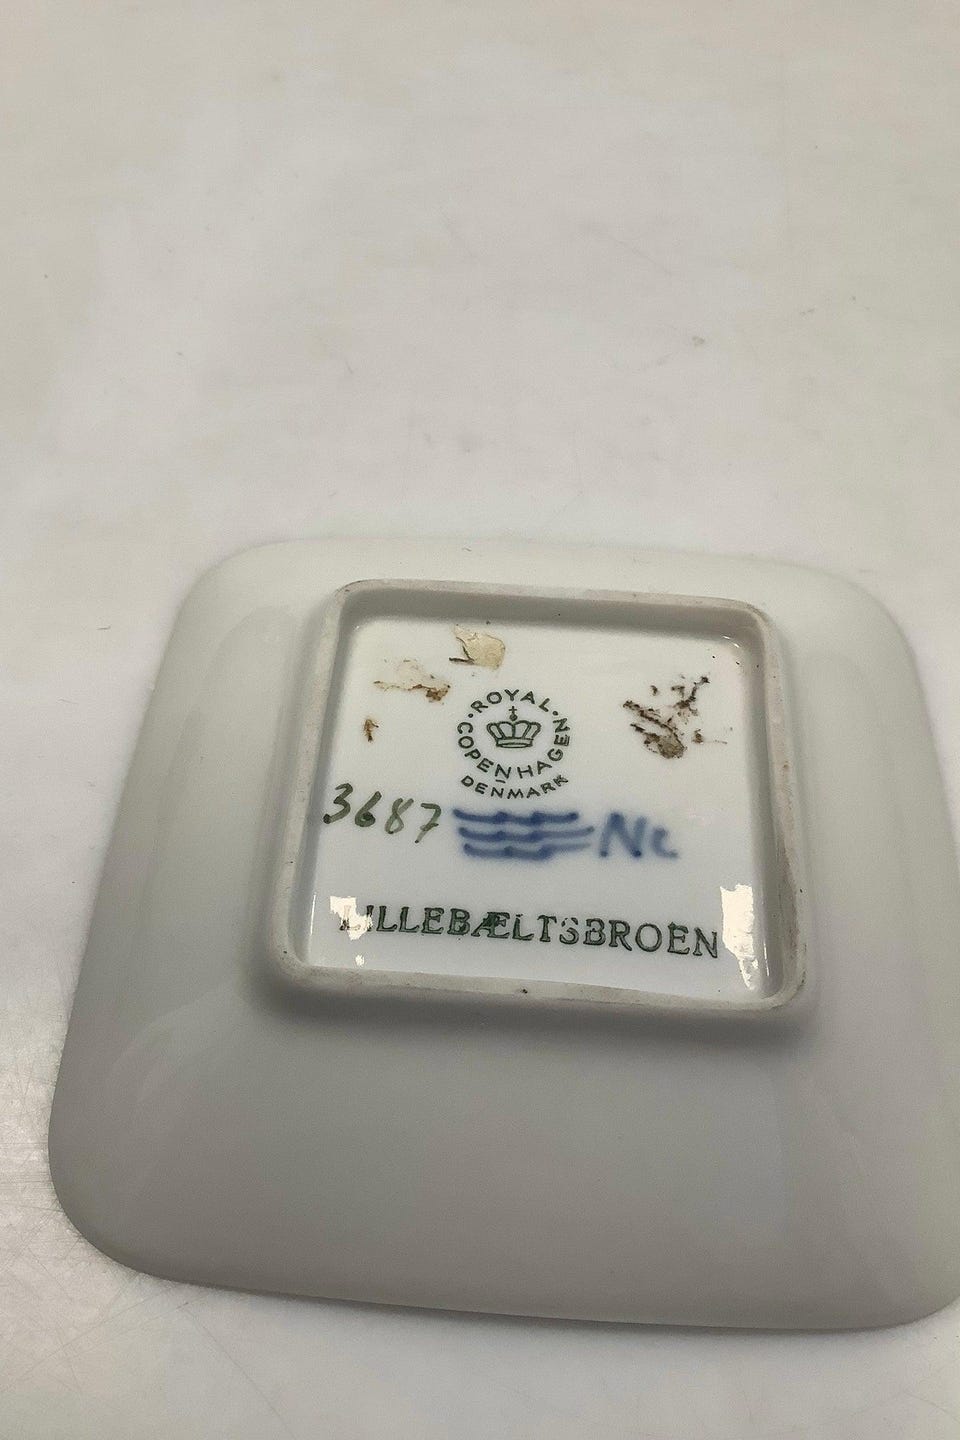 ROYAL
COPENHAGEN
DENMARK
3687 Nc
LILLEBÆLTSBROEN